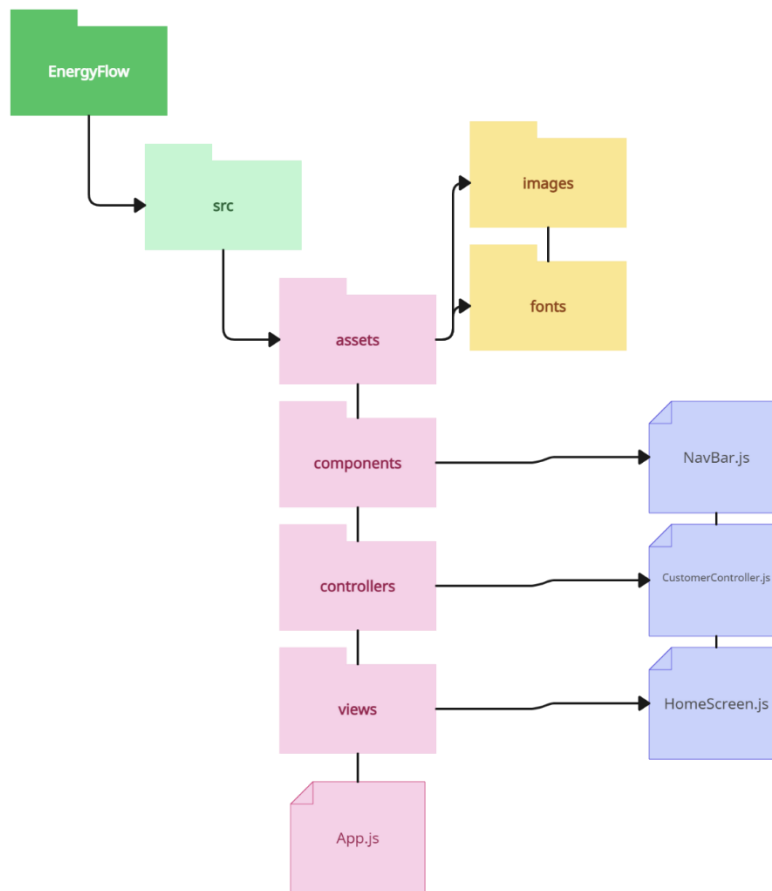 EnergyFlow
src
images
fonts
assets
components
NavBar.js
controllers
CustomerController.js
views
HomeScreen.js
App.js